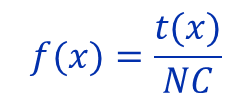 f(x) = t(x)/NC